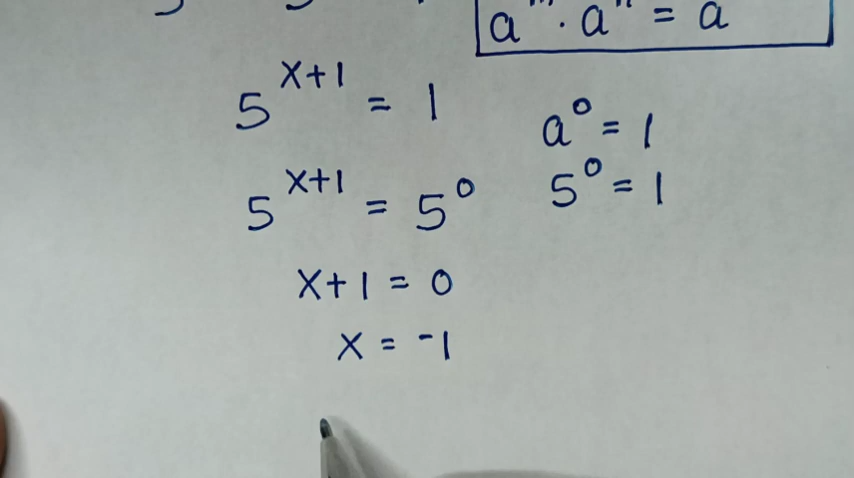 a^m · a^n = a
5^(x+1) = 1
a^0 = 1
5^(x+1) = 5^0
5^0 = 1
x+1 = 0
x = -1